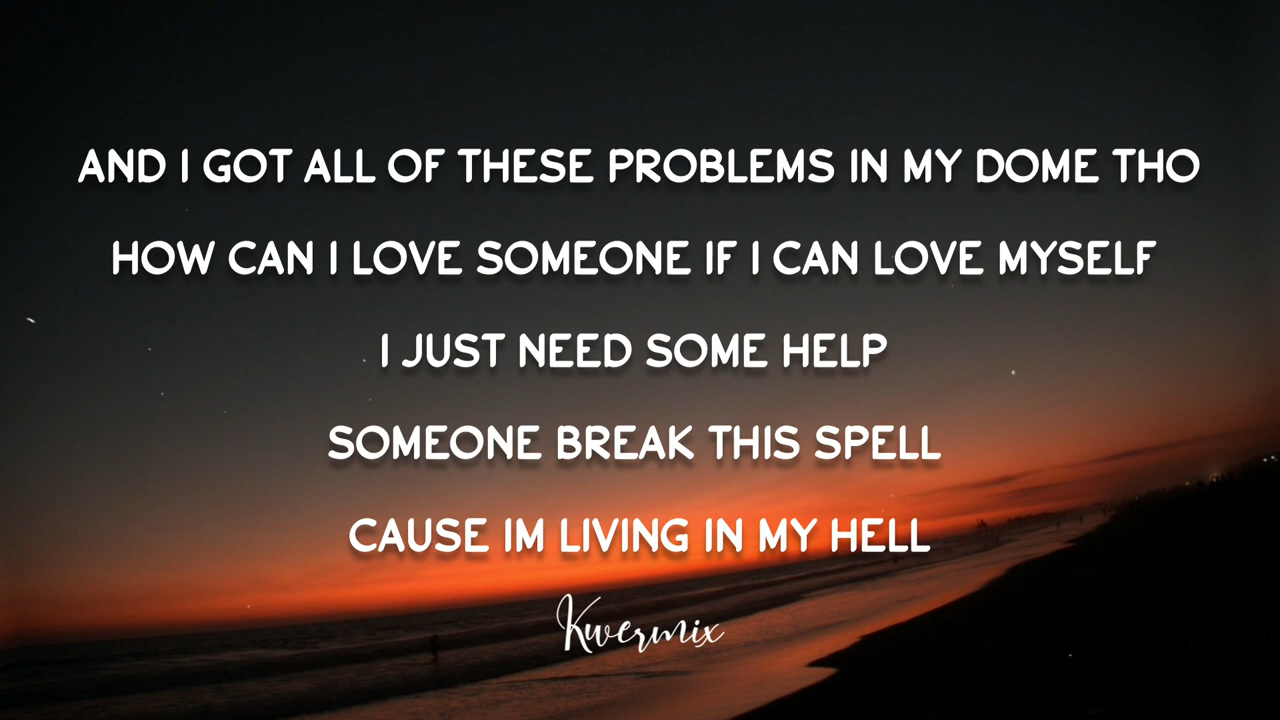 AND I GOT ALL OF THESE PROBLEMS IN MY DOME THO
HOW CAN I LOVE SOMEONE IF I CAN LOVE MYSELF
I JUST NEED SOME HELP
SOMEONE BREAK THIS SPELL
CAUSE IM LIVING IN MY HELL
Kwermix